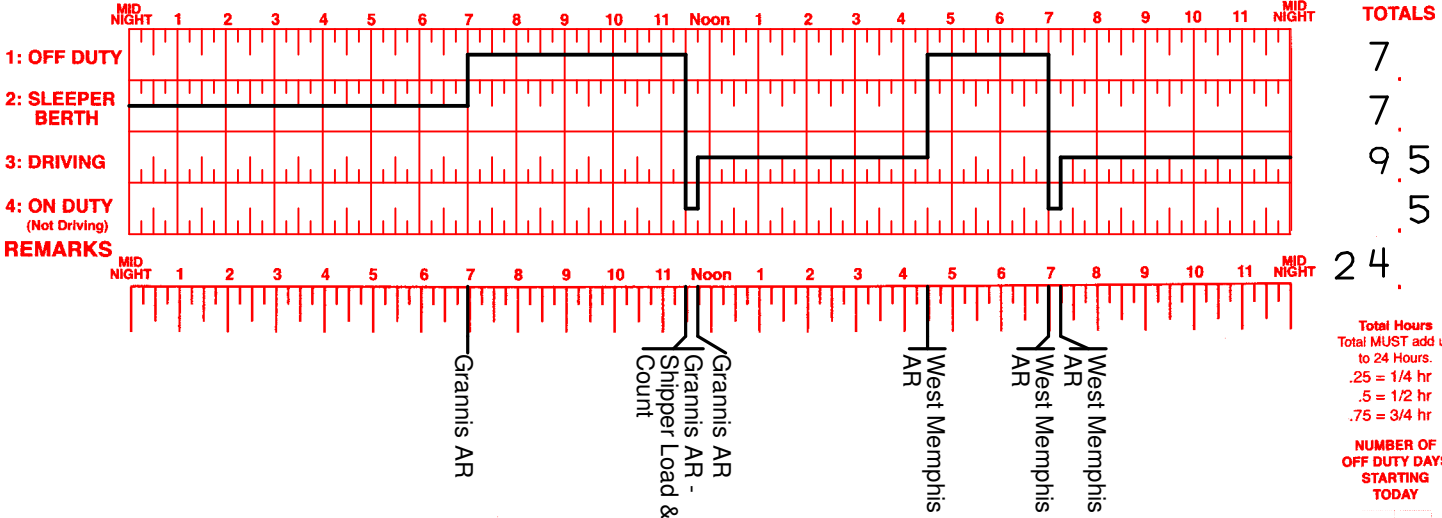 MID NIGHT 1 2 3 4 5 6 7 8 9 10 11 Noon 1 2 3 4 5 6 7 8 9 10 11 MID NIGHT TOTALS
1: OFF DUTY 7.
2: SLEEPER BERTH 7.
3: DRIVING 9.5
4: ON DUTY .5
(Not Driving)
REMARKS
MID NIGHT 1 2 3 4 5 6 7 8 9 10 11 Noon 1 2 3 4 5 6 7 8 9 10 11 MID NIGHT 24.
Grannis AR
Grannis AR -
Shipper Load &
Count
Grannis AR
West Memphis
AR
West Memphis
AR
West Memphis
AR
Total Hours
Total MUST add u
to 24 Hours.
.25 = 1/4 hr
.5 = 1/2 hr
.75 = 3/4 hr
NUMBER OF
OFF DUTY DAYS
STARTING
TODAY